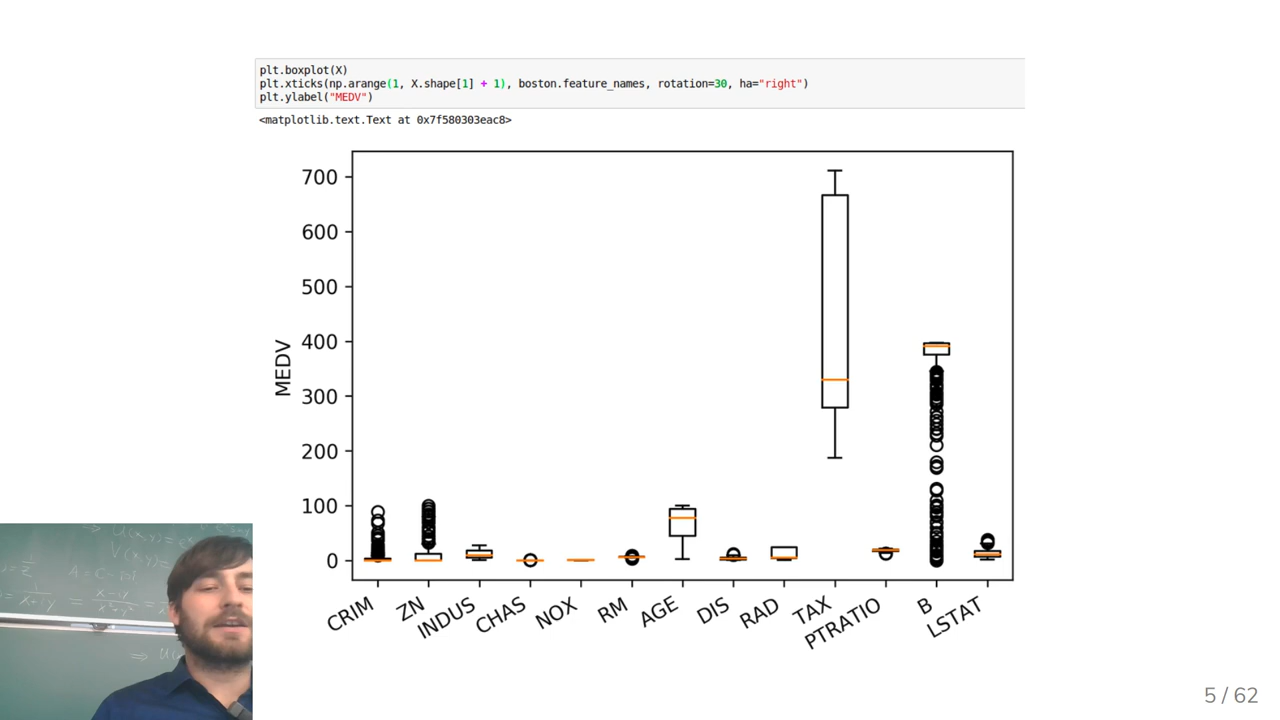 plt.boxplot(X)
plt.xticks(np.arange(1, X.shape[1] + 1), boston.feature_names, rotation=30, ha="right")
plt.ylabel("MEDV")
<matplotlib.text.Text at 0x7f580303eac8>
700
600
500
400
300
200
100
0
MEDV
CRIM
ZN
INDUS
CHAS
NOX
RM
AGE
DIS
RAD
TAX
PTRATIO
B
LSTAT
5 / 62